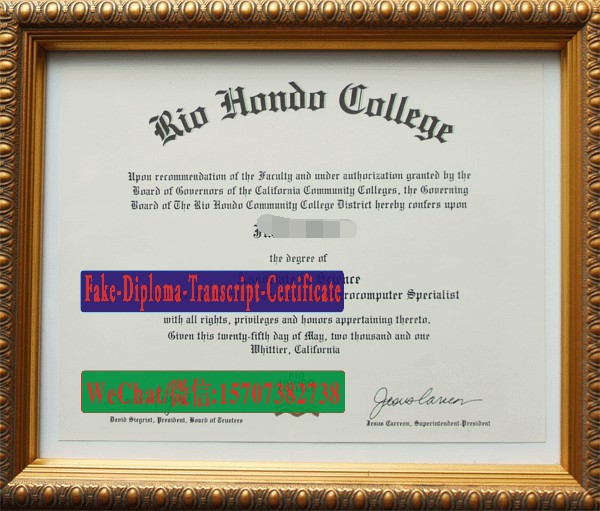 Rio Hondo College
Upon recommendation of the Faculty and under authorization granted by the
Board of Governors of the California Community Colleges, the Governing
Board of The Rio Hondo Community College District hereby confers upon
the degree of
Science
Fake-Diploma-Transcript-Certificate
Specialist
with all rights, privileges and honors appertaining thereto.
Given this twenty-fifth day of May, two thousand and one
Whittier, California
WeChat/微信:15707382738
Jesus Carreon
David Siegrist, President, Board of Trustees
Jesus Carreon, Superintendent-President